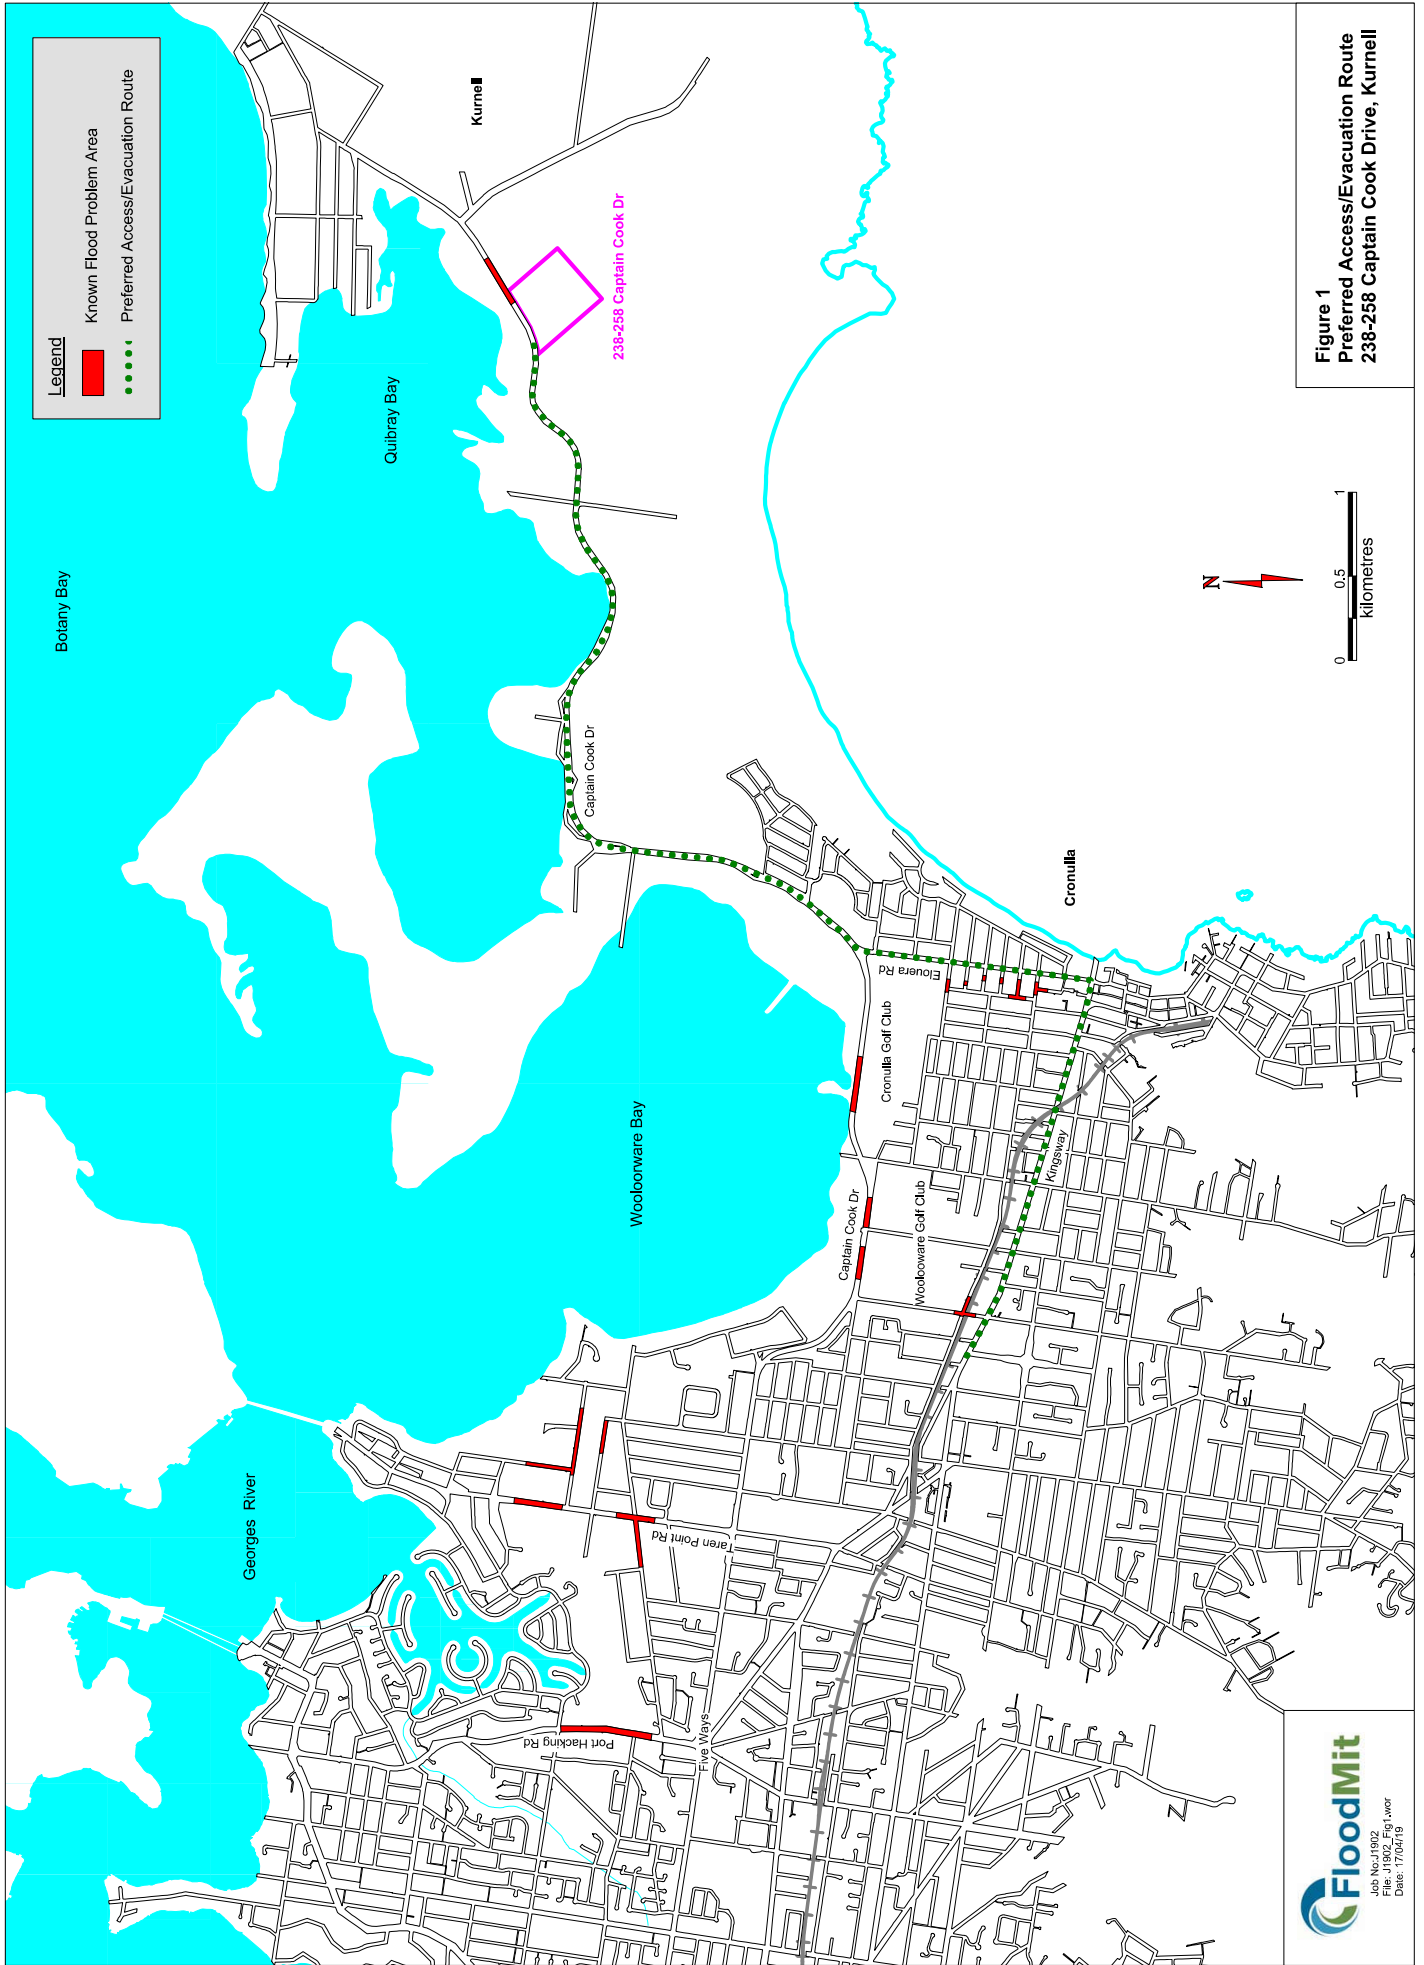 Legend
Known Flood Problem Area
Preferred Access/Evacuation Route
Botany Bay
Kurnell
Quibray Bay
238-258 Captain Cook Dr
Captain Cook Dr
Georges River
Wooloorware Bay
Elouera Rd
Cronulla
Cronulla Golf Club
Captain Cook Dr
Woolooware Golf Club
Kingsway
Taren Point Rd
Port Hacking Rd
Five Ways
N
0 0.5 1
kilometres
Figure 1
Preferred Access/Evacuation Route
238-258 Captain Cook Drive, Kurnell
FloodMit
Job No:J1902
File: J1902_Fig1.wor
Date: 17/04/19